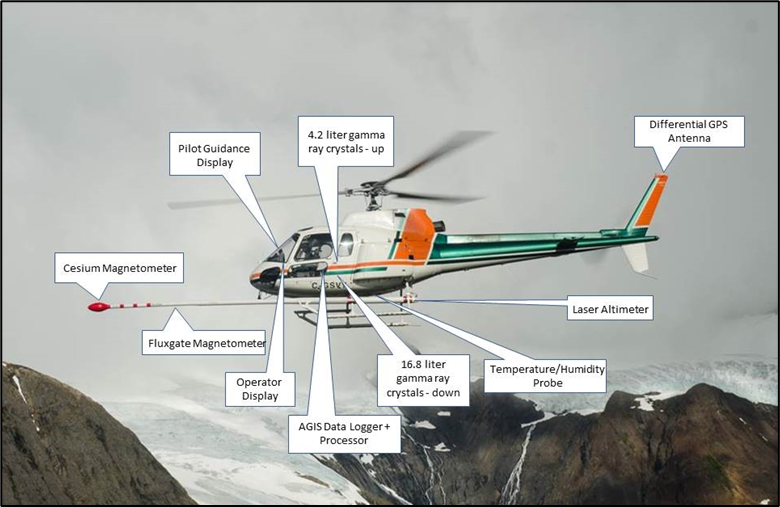 4.2 liter gamma
ray crystals - up
Differential GPS
Antenna
Pilot Guidance
Display
Cesium Magnetometer
Laser Altimeter
Fluxgate Magnetometer
Operator
Display
16.8 liter
gamma ray
crystals - down
Temperature/Humidity
Probe
AGIS Data Logger +
Processor